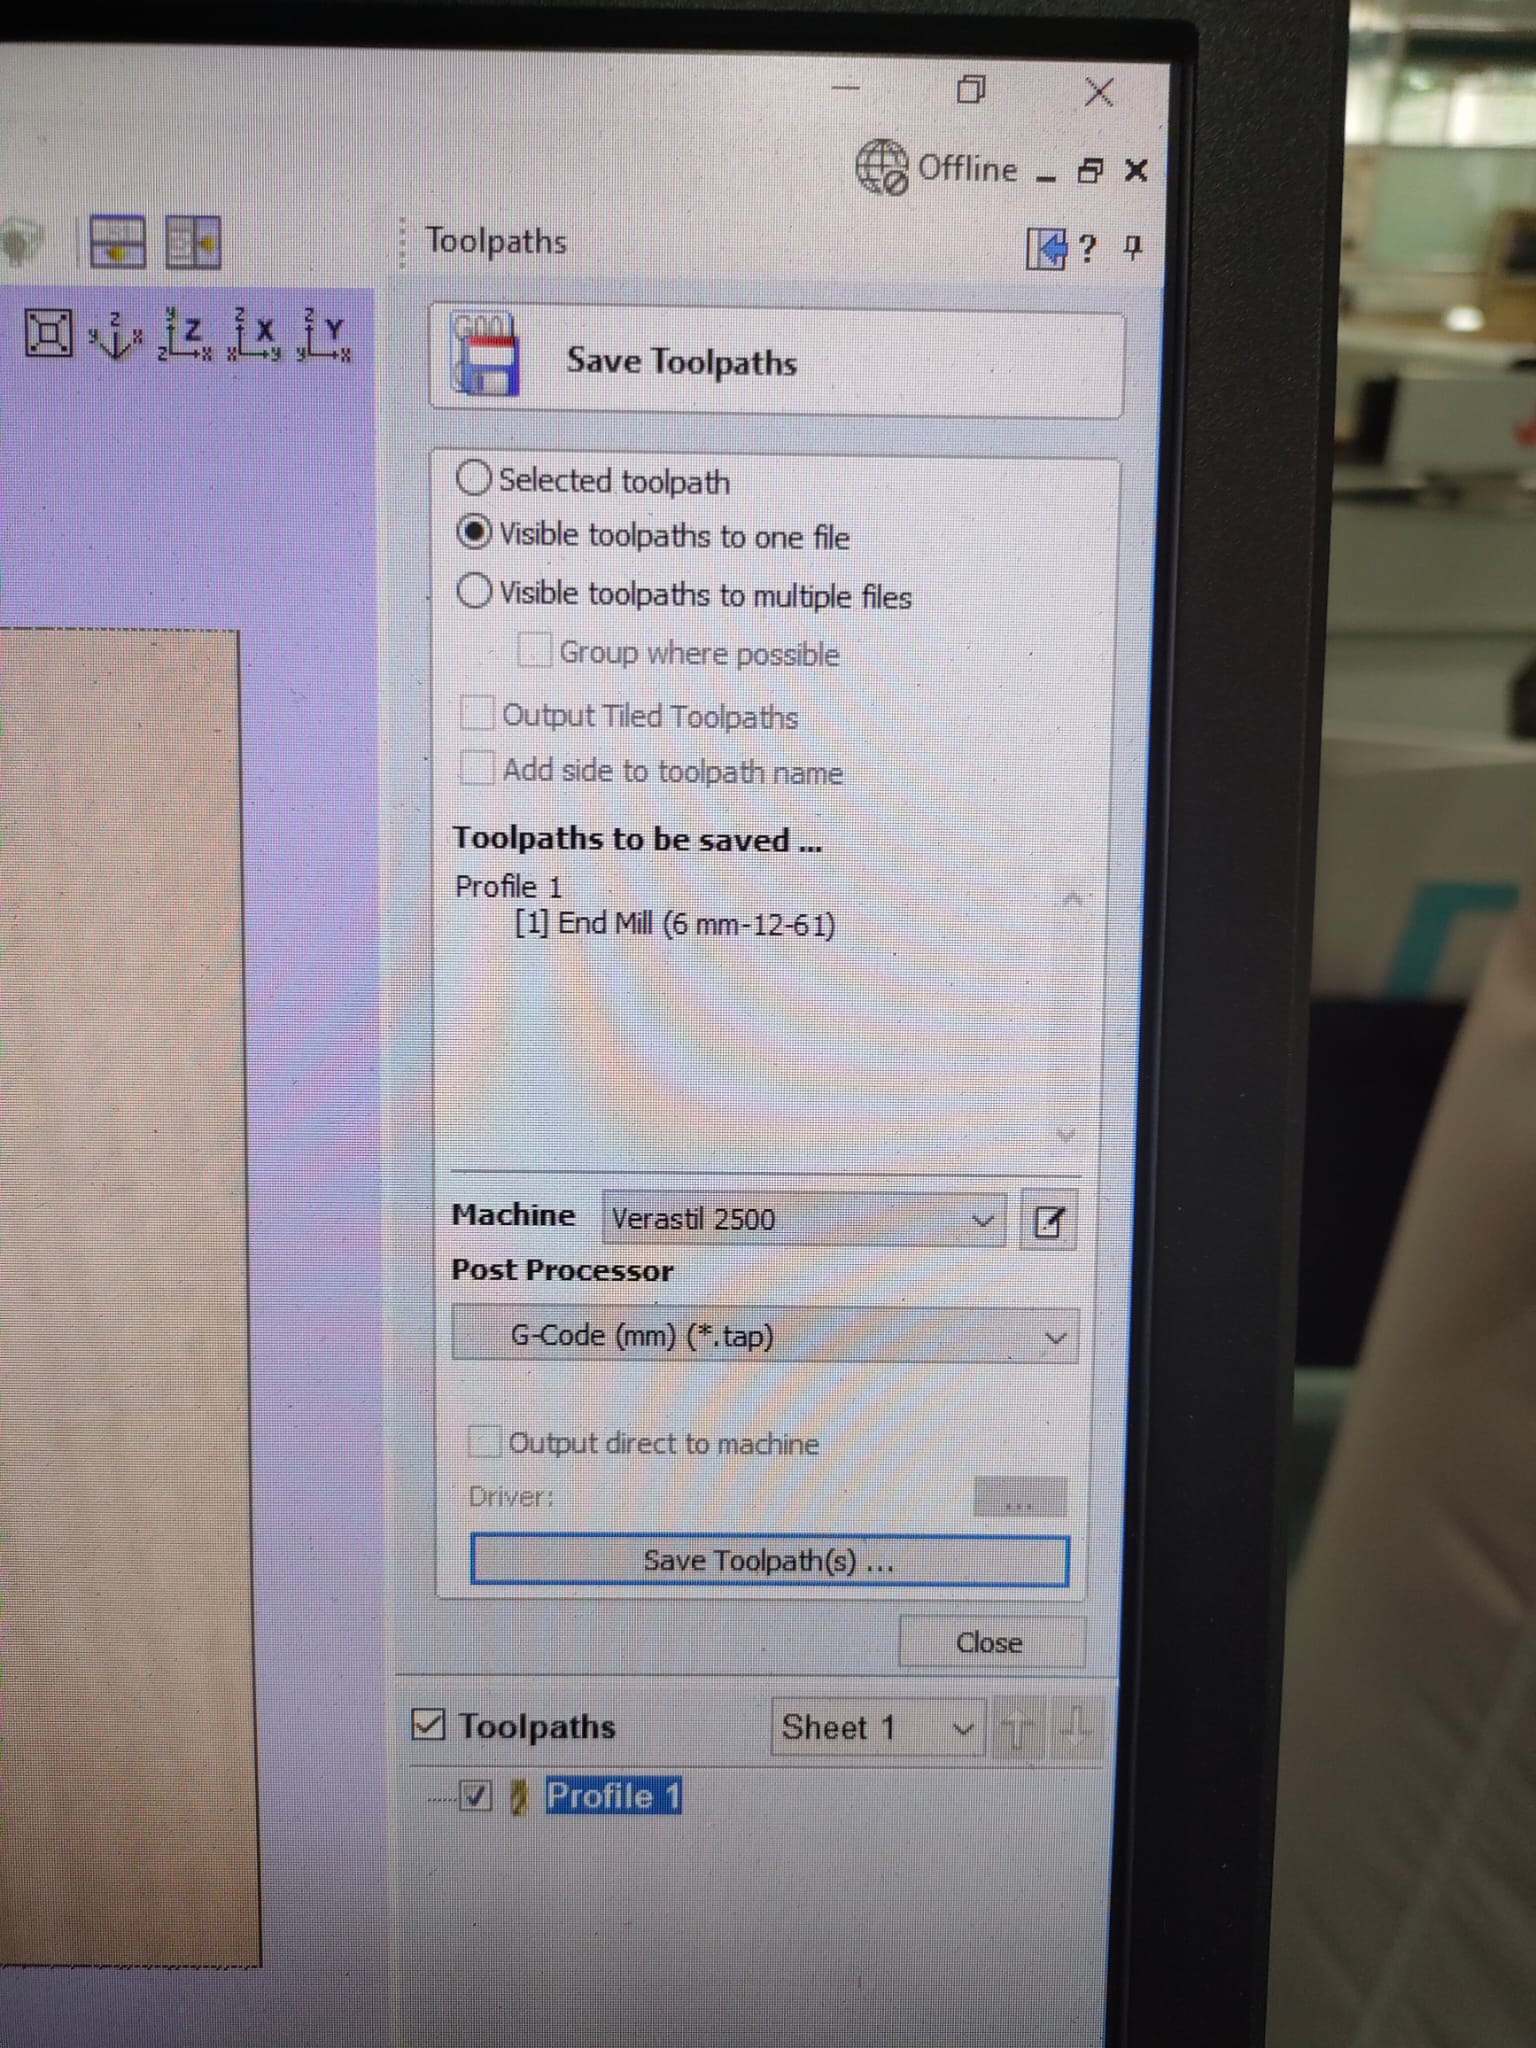 Offline
Toolpaths
?
z
y x
y Z
z x
z X
x y
z Y
y x
G00
Save Toolpaths
Selected toolpath
Visible toolpaths to one file
Visible toolpaths to multiple files
Group where possible
Output Tiled Toolpaths
Add side to toolpath name
Toolpaths to be saved ...
Profile 1
[1] End Mill (6 mm-12-61)
Machine Verastil 2500
Post Processor
G-Code (mm) (*.tap)
Output direct to machine
Driver: ...
Save Toolpath(s) ...
Close
Toolpaths Sheet 1
Profile 1